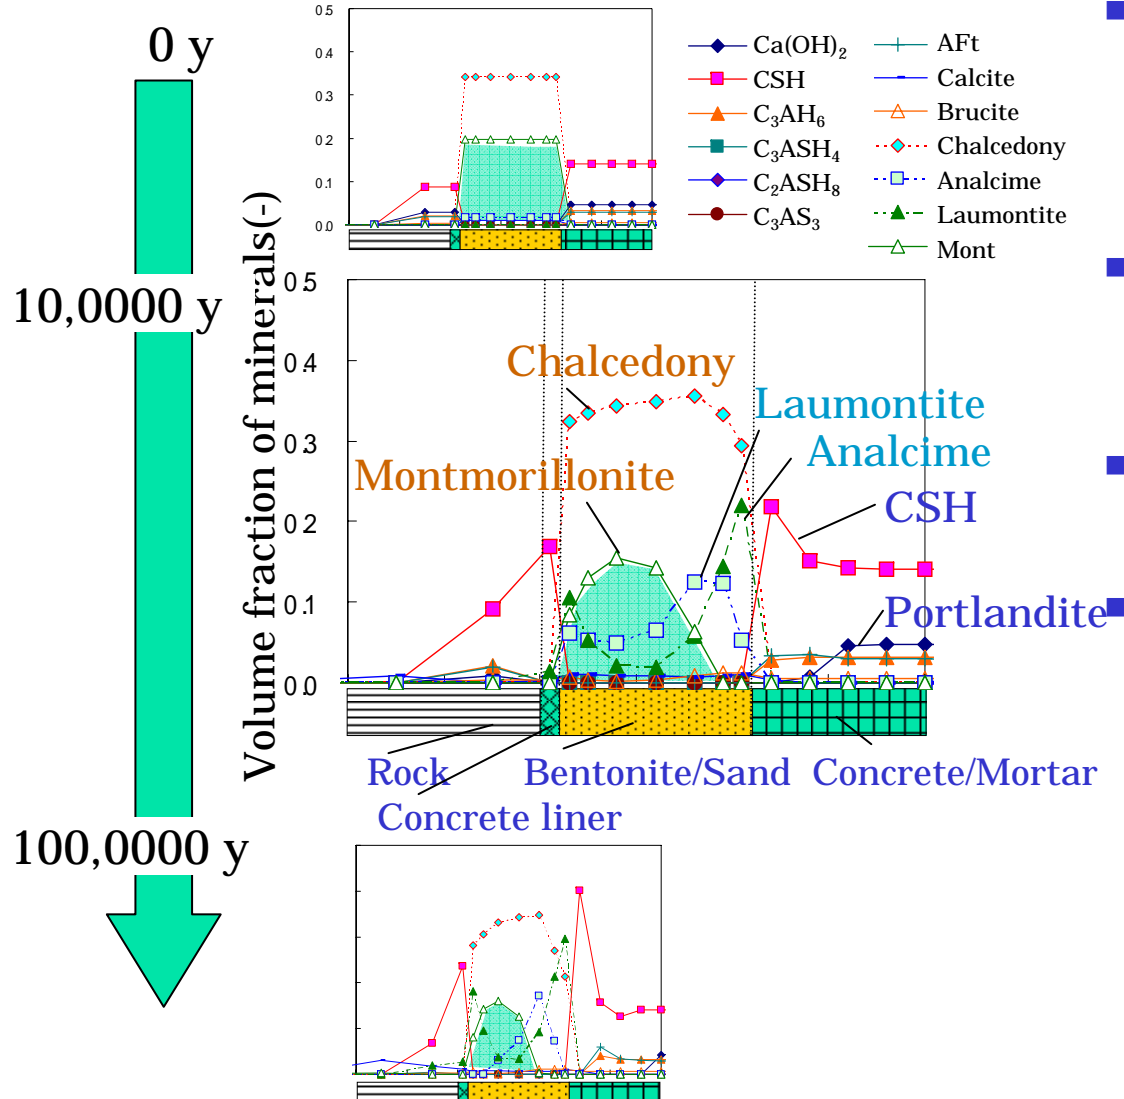 0 y
0.5
0.4
0.3
0.2
0.1
0.0
Ca(OH)2
CSH
C3AH6
C3ASH4
C2ASH8
C3AS3
AFt
Calcite
Brucite
Chalcedony
Analcime
Laumontite
Mont
10,0000 y
Volume fraction of minerals(-)
0.5
0.4
0.3
0.2
0.1
0.0
Chalcedony
Laumontite
Analcime
Montmorillonite
CSH
Portlandite
Rock
Bentonite/Sand
Concrete/Mortar
Concrete liner
100,0000 y